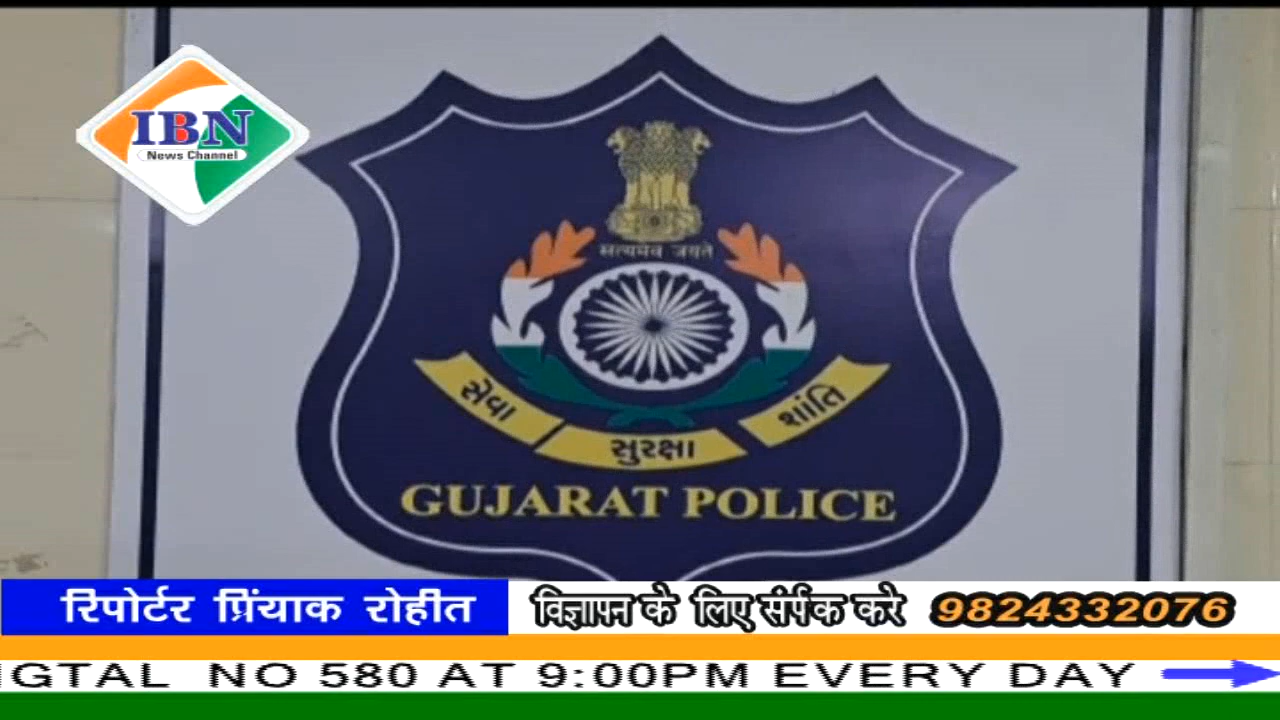 IBN
News Channel
सत्यमेव जयते
સેવા
સુરક્ષા
શાંતિ
GUJARAT POLICE
रिपोर्टर प्रिंयाक रोहीत
विज्ञापन के लिए संर्पक करे 9824332076
IGTAL NO 580 AT 9:00PM EVERY DAY